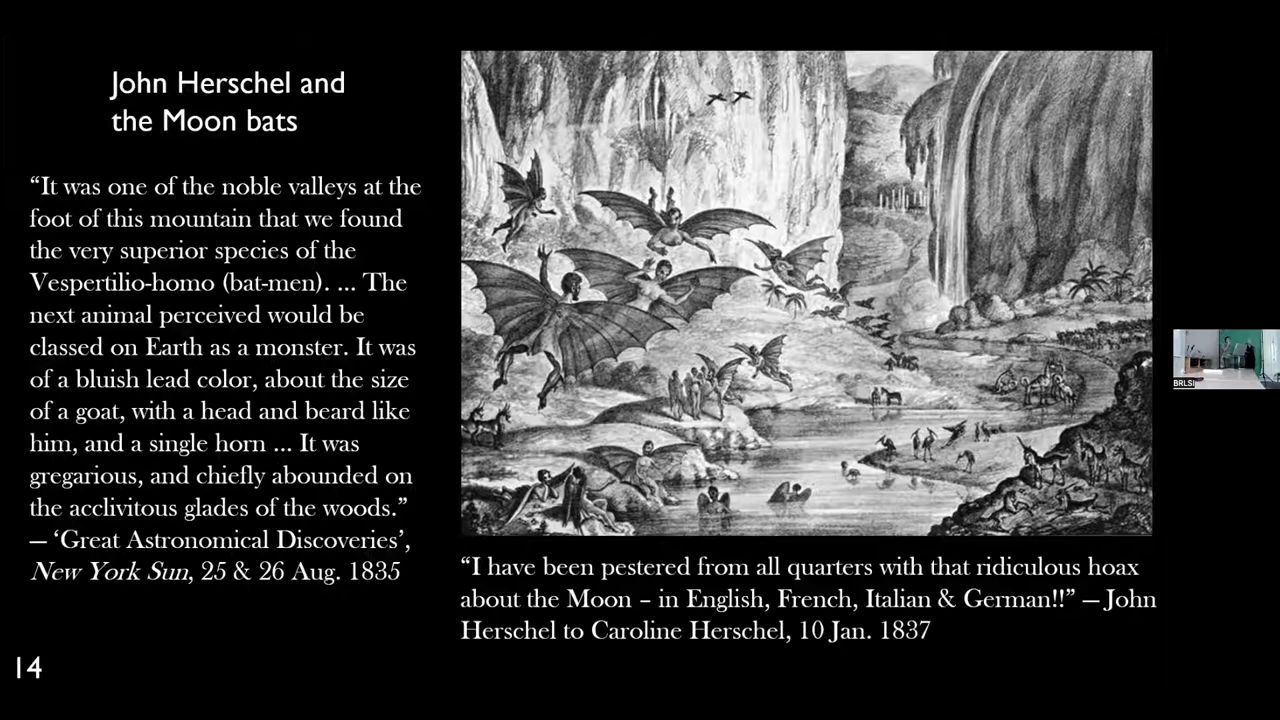 John Herschel and
the Moon bats
“It was one of the noble valleys at the
foot of this mountain that we found
the very superior species of the
Vespertilio-homo (bat-men). ... The
next animal perceived would be
classed on Earth as a monster. It was
of a bluish lead color, about the size
of a goat, with a head and beard like
him, and a single horn ... It was
gregarious, and chiefly abounded on
the acclivitous glades of the woods.”
– ‘Great Astronomical Discoveries’,
New York Sun, 25 & 26 Aug. 1835
“I have been pestered from all quarters with that ridiculous hoax
about the Moon – in English, French, Italian & German!!” – John
Herschel to Caroline Herschel, 10 Jan. 1837
14
BRLSI